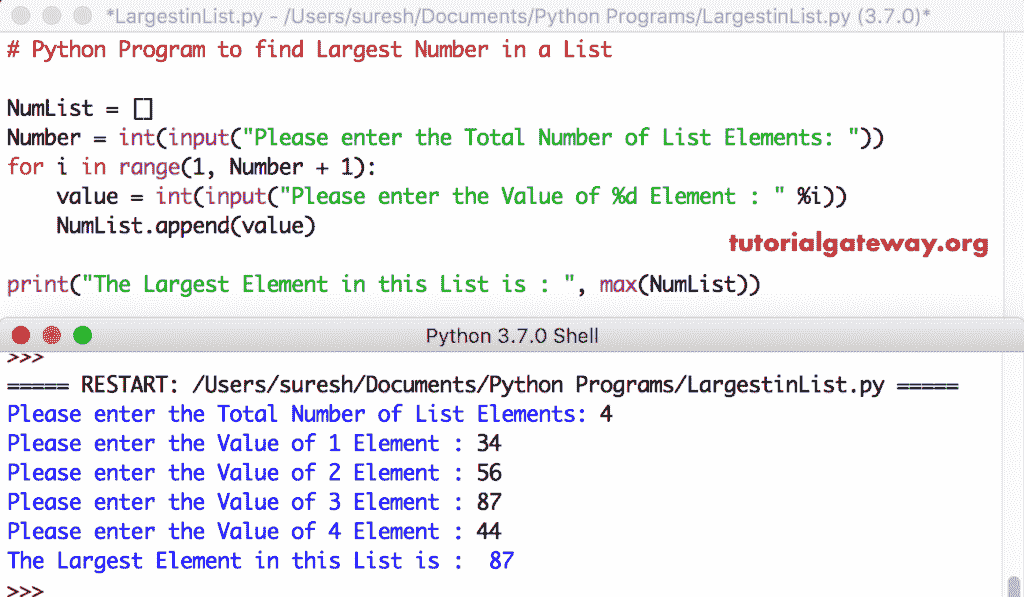 *LargestinList.py - /Users/suresh/Documents/Python Programs/LargestinList.py (3.7.0)*
# Python Program to find Largest Number in a List
NumList = []
Number = int(input("Please enter the Total Number of List Elements: "))
for i in range(1, Number + 1):
    value = int(input("Please enter the Value of %d Element : " %i))
    NumList.append(value)
tutorialgateway.org
print("The Largest Element in this List is : ", max(NumList))
Python 3.7.0 Shell
>>>
===== RESTART: /Users/suresh/Documents/Python Programs/LargestinList.py =====
Please enter the Total Number of List Elements: 4
Please enter the Value of 1 Element : 34
Please enter the Value of 2 Element : 56
Please enter the Value of 3 Element : 87
Please enter the Value of 4 Element : 44
The Largest Element in this List is :  87
>>>